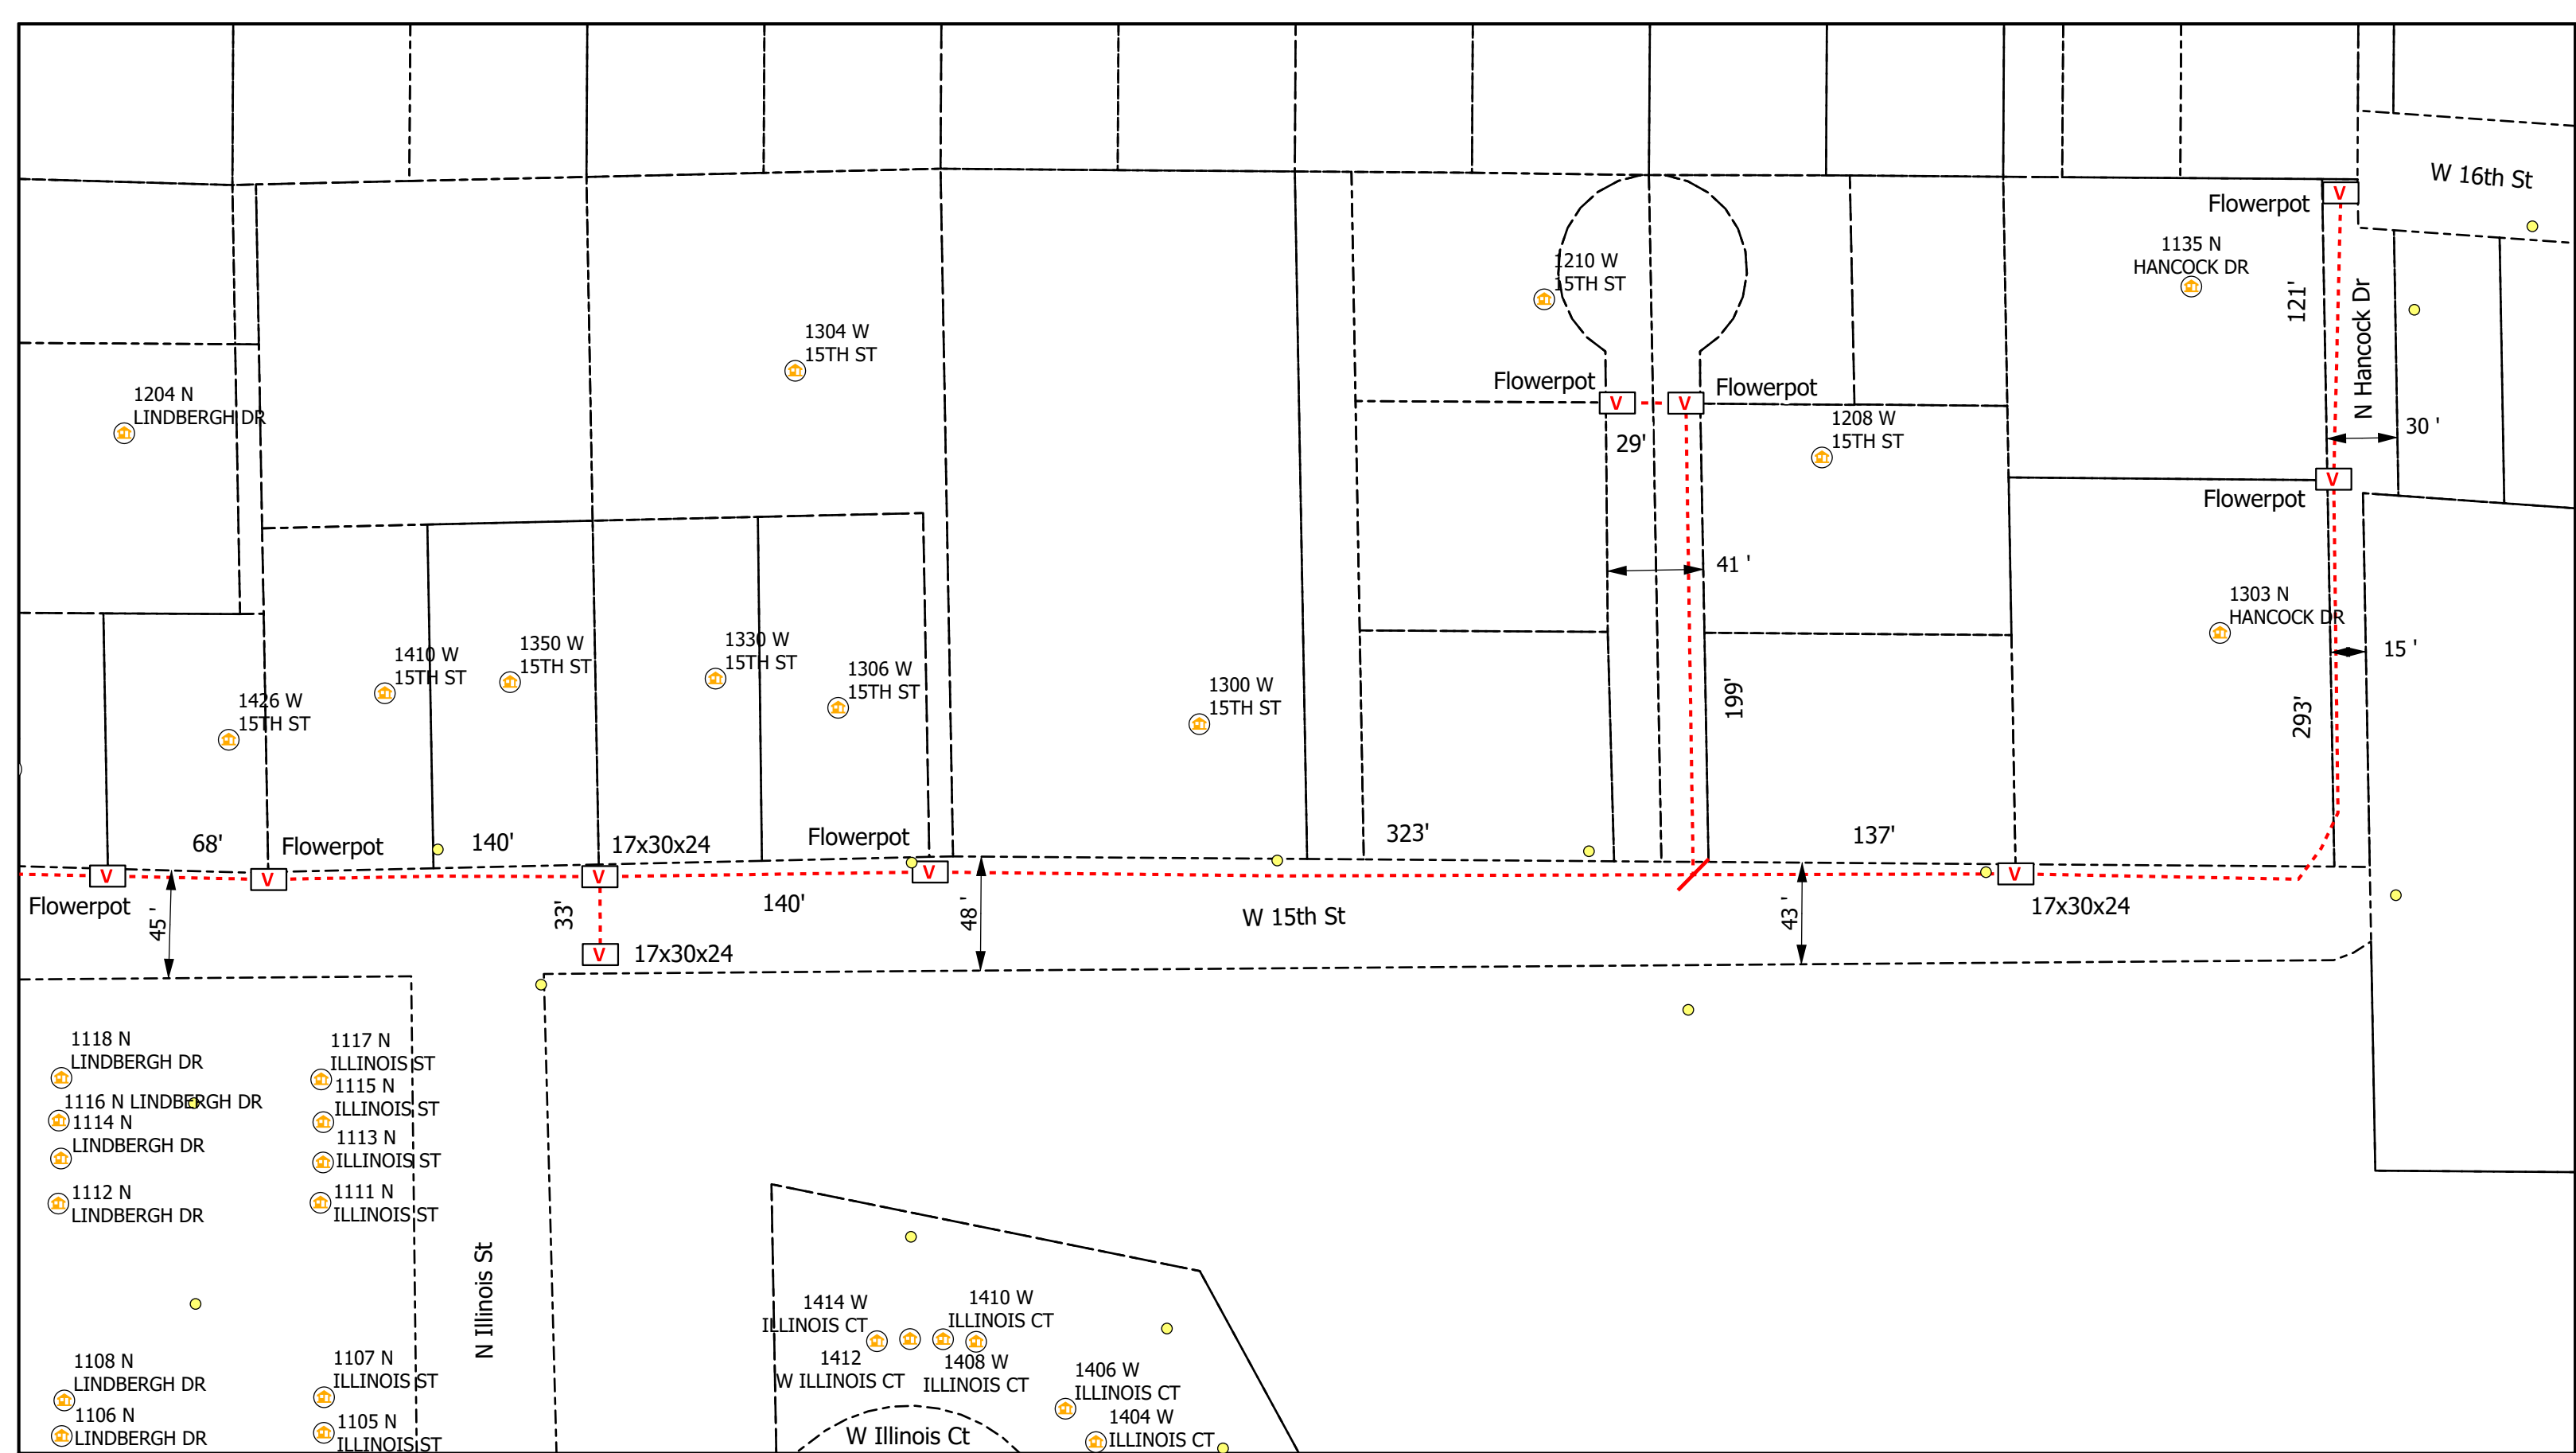 W 16th St
Flowerpot
V
1135 N
HANCOCK DR
121'
N Hancock Dr
1210 W
15TH ST
1304 W
15TH ST
1204 N
LINDBERGH DR
Flowerpot
V
V
Flowerpot
1208 W
15TH ST
29'
30 '
V
Flowerpot
41 '
1303 N
HANCOCK DR
15 '
1426 W
15TH ST
1410 W
15TH ST
1350 W
15TH ST
1330 W
15TH ST
1306 W
15TH ST
1300 W
15TH ST
199'
293'
68'
Flowerpot
140'
17x30x24
Flowerpot
323'
137'
V
V
V
V
V
Flowerpot
45 '
33'
140'
48 '
W 15th St
43 '
17x30x24
V
17x30x24
1118 N
LINDBERGH DR
1116 N LINDBERGH DR
1114 N
LINDBERGH DR
1112 N
LINDBERGH DR
1117 N
ILLINOIS ST
1115 N
ILLINOIS ST
1113 N
ILLINOIS ST
1111 N
ILLINOIS ST
N Illinois St
1414 W
ILLINOIS CT
1410 W
ILLINOIS CT
1412
W ILLINOIS CT
1408 W
ILLINOIS CT
1406 W
ILLINOIS CT
1404 W
ILLINOIS CT
W Illinois Ct
1108 N
LINDBERGH DR
1106 N
LINDBERGH DR
1107 N
ILLINOIS ST
1105 N
ILLINOIS ST